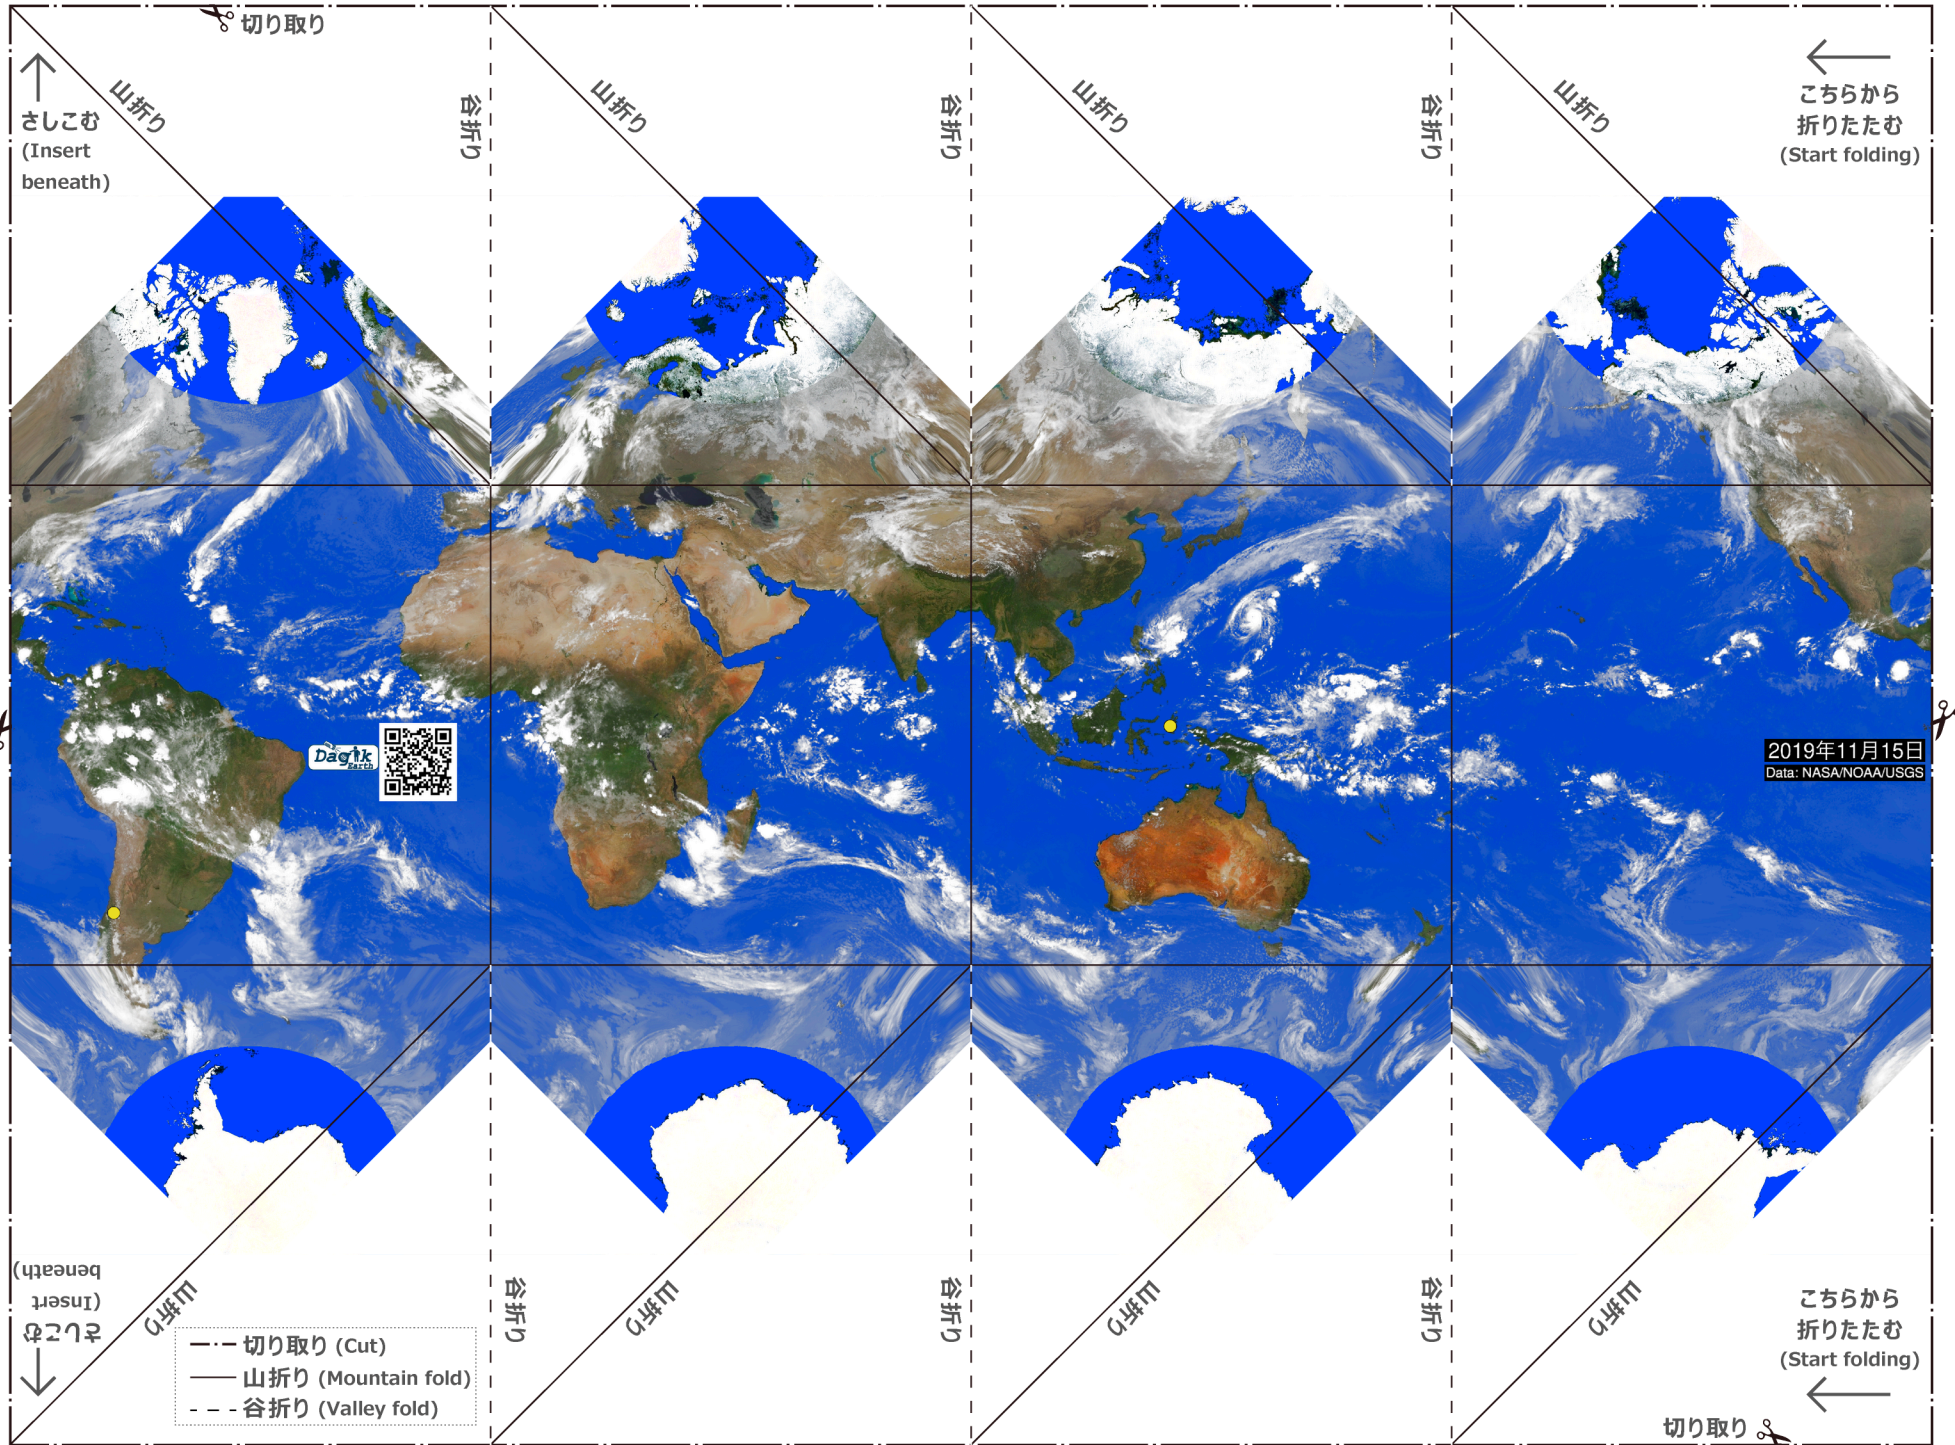 切り取り
さしこむ
(Insert
beneath)
山折り
谷折り
山折り
谷折り
山折り
谷折り
山折り
こちらから
折りたたむ
(Start folding)
Dagik
Earth
2019年11月15日
Data: NASA/NOAA/USGS
さしこむ
(Insert
beneath)
山折り
谷折り
山折り
谷折り
山折り
谷折り
山折り
こちらから
折りたたむ
(Start folding)
切り取り (Cut)
山折り (Mountain fold)
谷折り (Valley fold)
切り取り